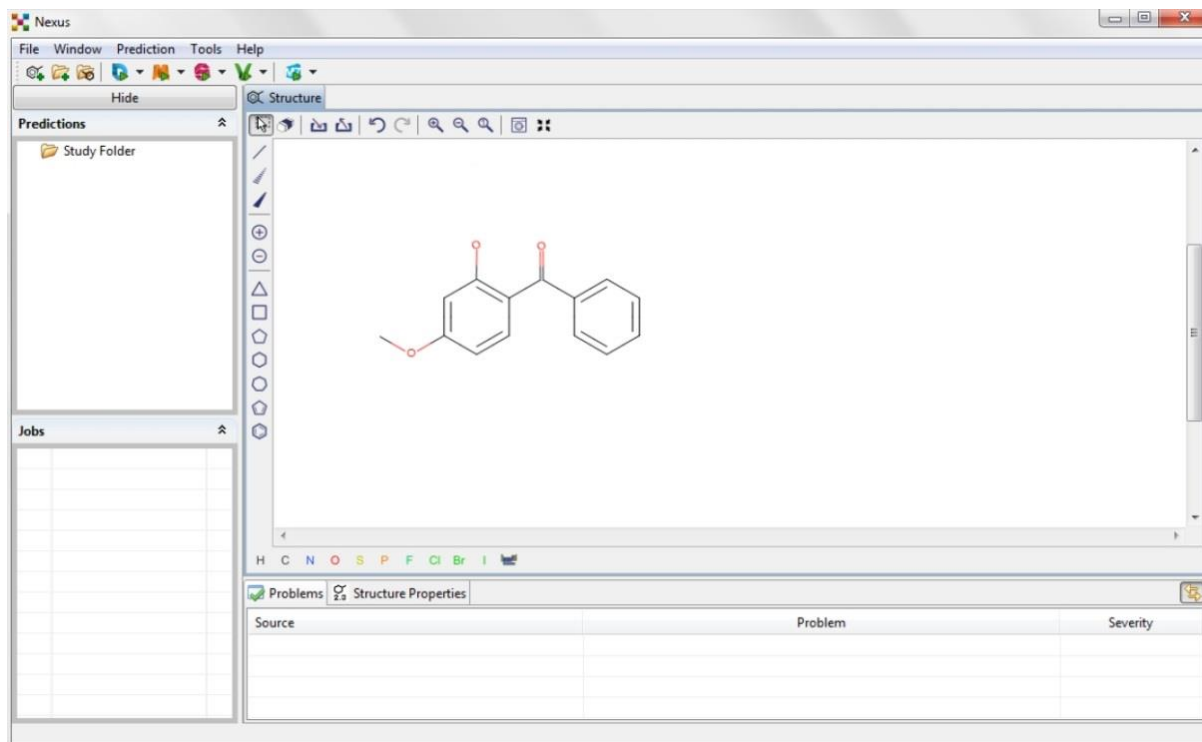 Nexus
File Window Prediction Tools Help
Hide
Structure
Predictions
Study Folder
O O
O
Jobs
H C N O S P F Cl Br I
Problems Structure Properties
Source Problem Severity